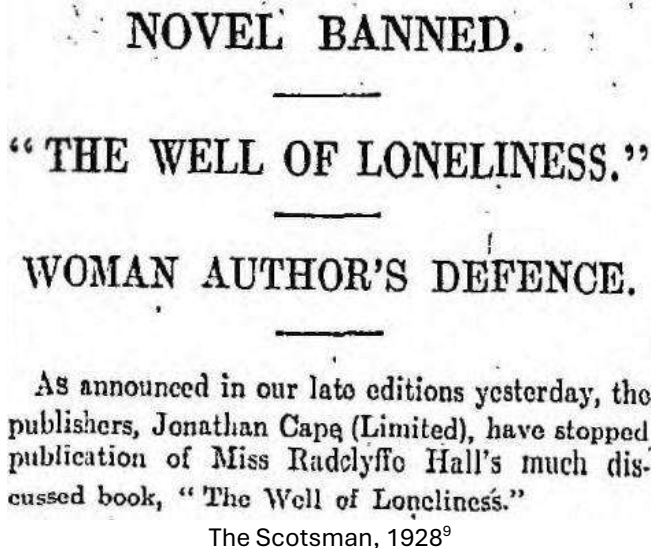 NOVEL BANNED.
"THE WELL OF LONELINESS."
WOMAN AUTHOR'S DEFENCE.
As announced in our late editions yesterday, the
publishers, Jonathan Cape (Limited), have stopped
publication of Miss Radclyffe Hall's much dis-
cussed book, "The Well of Loneliness."
The Scotsman, 1928⁹